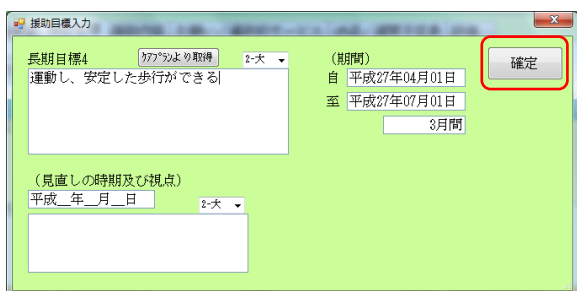 援助目標入力
長期目標4 ｹｱﾌﾟﾗﾝより取得 2-大
運動し、安定した歩行ができる
(期間)
自 平成27年04月01日
至 平成27年07月01日
3月間
確定
(見直しの時期及び視点)
平成__年__月__日 2-大